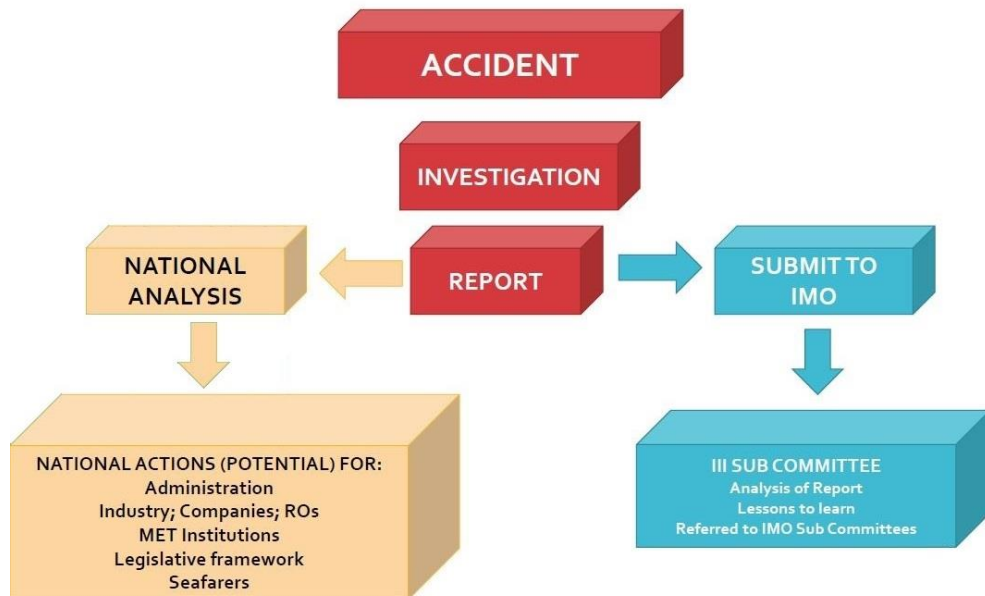 ACCIDENT
INVESTIGATION
REPORT
NATIONAL
ANALYSIS
NATIONAL ACTIONS (POTENTIAL) FOR:
Administration
Industry; Companies; ROs
MET Institutions
Legislative framework
Seafarers
SUBMIT TO
IMO
III SUB COMMITTEE
Analysis of Report
Lessons to learn
Referred to IMO Sub Committees